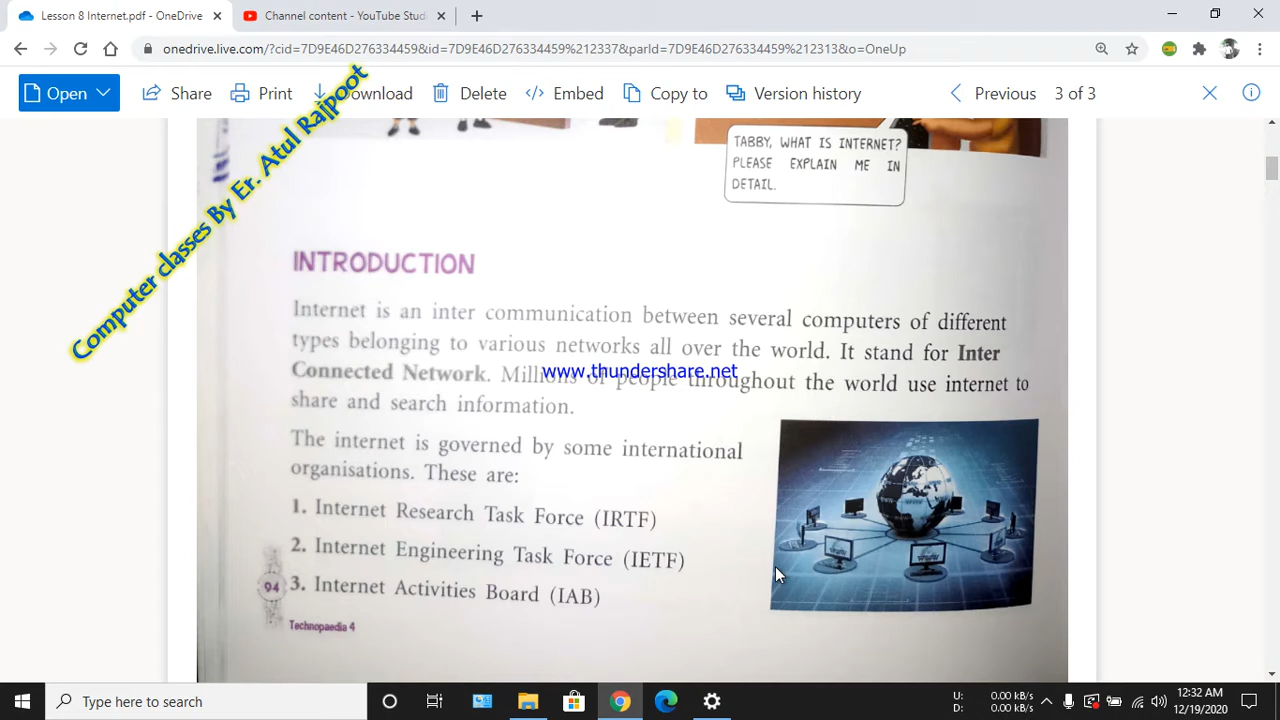 Lesson 8 Internet.pdf - OneDrive
Channel content - YouTube Stud
onedrive.live.com/?cid=7D9E46D276334459&id=7D9E46D276334459%212337&parId=7D9E46D276334459%212313&o=OneUp
Open Share Print Download Delete Embed Copy to Version history Previous 3 of 3
Computer classes By Er. Atul Rajpoot
TABBY, WHAT IS INTERNET?
PLEASE EXPLAIN ME IN
DETAIL.
INTRODUCTION
Internet is an inter communication between several computers of different
types belonging to various networks all over the world. It stand for Inter
Connected Network. Millions of people throughout the world use internet to
www.thundershare.net
share and search information.
The internet is governed by some international
organisations. These are:
1. Internet Research Task Force (IRTF)
2. Internet Engineering Task Force (IETF)
3. Internet Activities Board (IAB)
94
Technopaedia 4
Type here to search
U: 0.00 kB/s
D: 0.00 kB/s
12:32 AM
12/19/2020